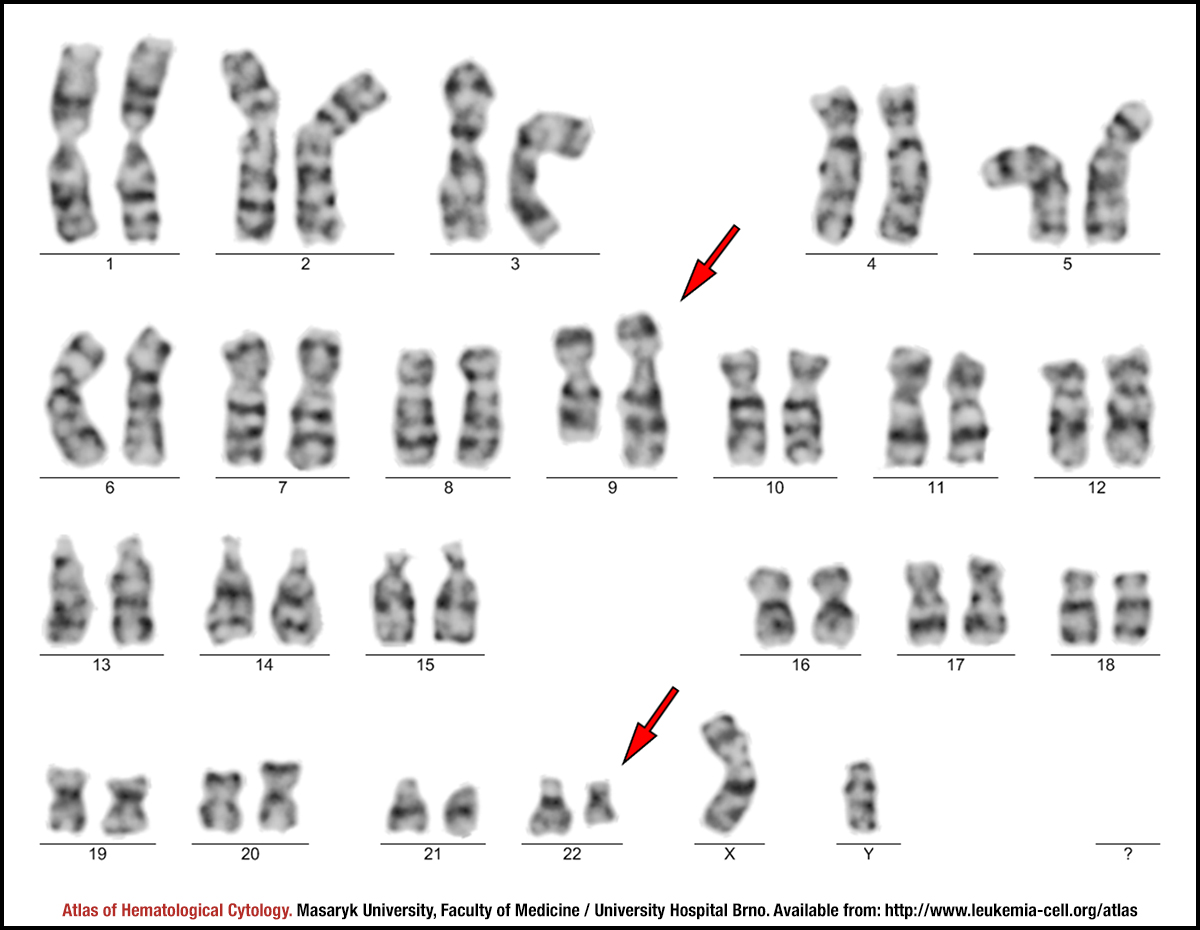 1 2 3 4 5
6 7 8 9 10 11 12
13 14 15 16 17 18
19 20 21 22 X Y ?
Atlas of Hematological Cytology. Masaryk University, Faculty of Medicine / University Hospital Brno. Available from: http://www.leukemia-cell.org/atlas